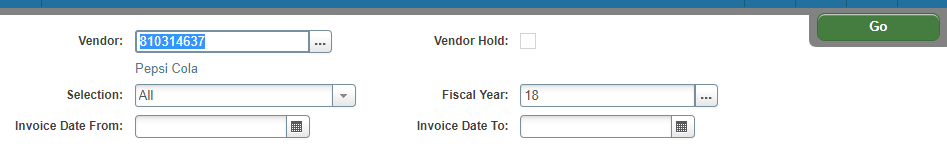 Go
Vendor: 810314637 ... Vendor Hold:
Pepsi Cola
Selection: All Fiscal Year: 18 ...
Invoice Date From: Invoice Date To: